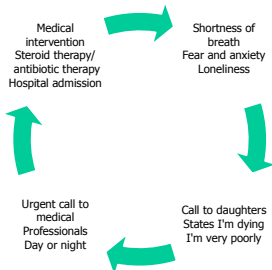 Medical
intervention
Steroid therapy/
antibiotic therapy
Hospital admission
Shortness of
breath
Fear and anxiety
Loneliness
Call to daughters
States I'm dying
I'm very poorly
Urgent call to
medical
Professionals
Day or night